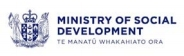 MINISTRY OF SOCIAL
DEVELOPMENT
TE MANATŪ WHAKAHIATO ORA